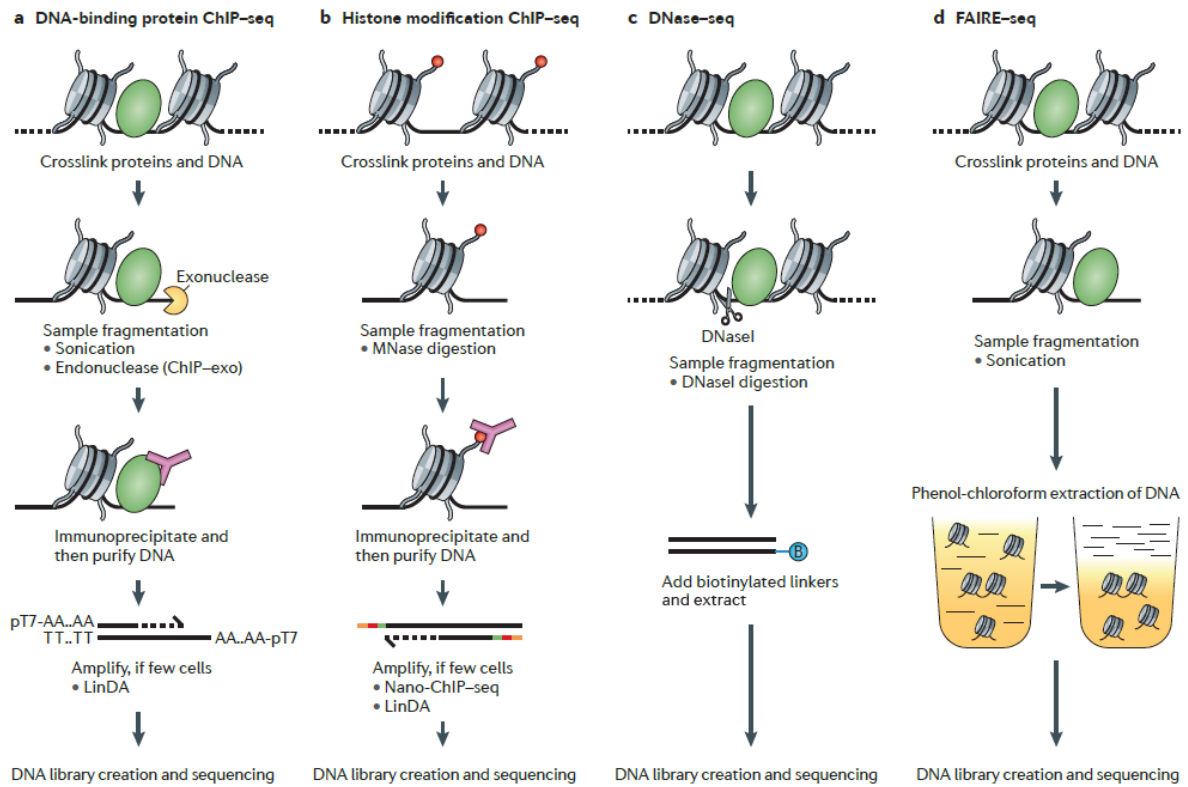 a DNA-binding protein ChIP–seq
Crosslink proteins and DNA
Exonuclease
Sample fragmentation
• Sonication
• Endonuclease (ChIP–exo)
Immunoprecipitate and
then purify DNA
pT7-AA..AA
TT..TT
AA..AA-pT7
Amplify, if few cells
• LinDA
DNA library creation and sequencing
b Histone modification ChIP–seq
Crosslink proteins and DNA
Sample fragmentation
• MNase digestion
Immunoprecipitate and
then purify DNA
Amplify, if few cells
• Nano-ChIP–seq
• LinDA
DNA library creation and sequencing
c DNase–seq
DNaseI
Sample fragmentation
• DNaseI digestion
B
Add biotinylated linkers
and extract
DNA library creation and sequencing
d FAIRE–seq
Crosslink proteins and DNA
Sample fragmentation
• Sonication
Phenol-chloroform extraction of DNA
DNA library creation and sequencing